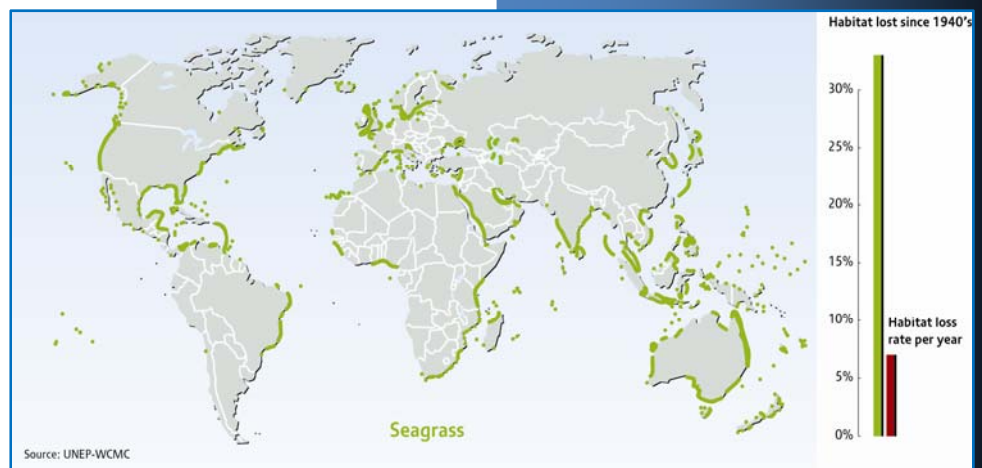 Habitat lost since 1940's
30%
25%
20%
15%
10%
Habitat loss
rate per year
5%
0%
Seagrass
Source: UNEP-WCMC